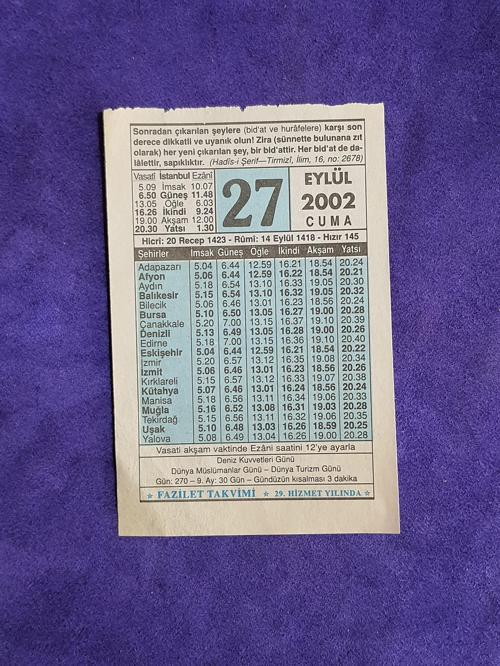 Sonradan çıkarılan şeylere (bid'at ve hurâfelere) karşı son
derece dikkatli ve uyanık olun! Zira (sünnette bulunana zıt
olarak) her yeni çıkarılan şey, bir bid'attir. Her bid'at de da-
lâlettir, sapıklıktır. (Hadîs-i Şerif—Tirmizî, İlim, 16, no: 2678)
Vasatî İstanbul Ezânî
5.09 İmsak 10.07
6.50 Güneş 11.48
13.05 Öğle 6.03
16.26 İkindi 9.24
19.00 Akşam 12.00
20.30 Yatsı 1.30
27
EYLÜL
2002
CUMA
Hicrî: 20 Recep 1423 - Rûmî: 14 Eylül 1418 - Hızır 145
Şehirler İmsak Güneş Öğle İkindi Akşam Yatsı
Adapazarı 5.04 6.44 12.59 16.21 18.54 20.24
Afyon 5.06 6.44 12.59 16.22 18.54 20.21
Aydın 5.18 6.54 13.10 16.33 19.05 20.30
Balıkesir 5.15 6.54 13.10 16.32 19.05 20.32
Bilecik 5.06 6.46 13.01 16.23 18.56 20.24
Bursa 5.10 6.50 13.05 16.27 19.00 20.28
Çanakkale 5.20 7.00 13.15 16.37 19.10 20.39
Denizli 5.13 6.49 13.05 16.28 19.00 20.26
Edirne 5.18 7.00 13.15 16.36 19.10 20.40
Eskişehir 5.04 6.44 12.59 16.21 18.54 20.22
İzmir 5.20 6.57 13.12 16.35 19.08 20.34
İzmit 5.06 6.46 13.01 16.23 18.56 20.26
Kırklareli 5.15 6.57 13.12 16.33 19.07 20.38
Kütahya 5.07 6.46 13.01 16.24 18.56 20.24
Manisa 5.18 6.56 13.11 16.34 19.06 20.33
Muğla 5.16 6.52 13.08 16.31 19.03 20.28
Tekirdağ 5.15 6.56 13.11 16.32 19.06 20.35
Uşak 5.10 6.48 13.03 16.26 18.59 20.25
Yalova 5.08 6.49 13.04 16.26 19.00 20.28
Vasati akşam vaktinde Ezâni saatini 12'ye ayarla
Deniz Kuvvetleri Günü
Dünya Müslümanlar Günü – Dünya Turizm Günü
Gün: 270 – 9. Ay: 30 Gün – Gündüzün kısalması 3 dakika
★ FAZİLET TAKVİMİ ★ 29. HİZMET YILINDA ★